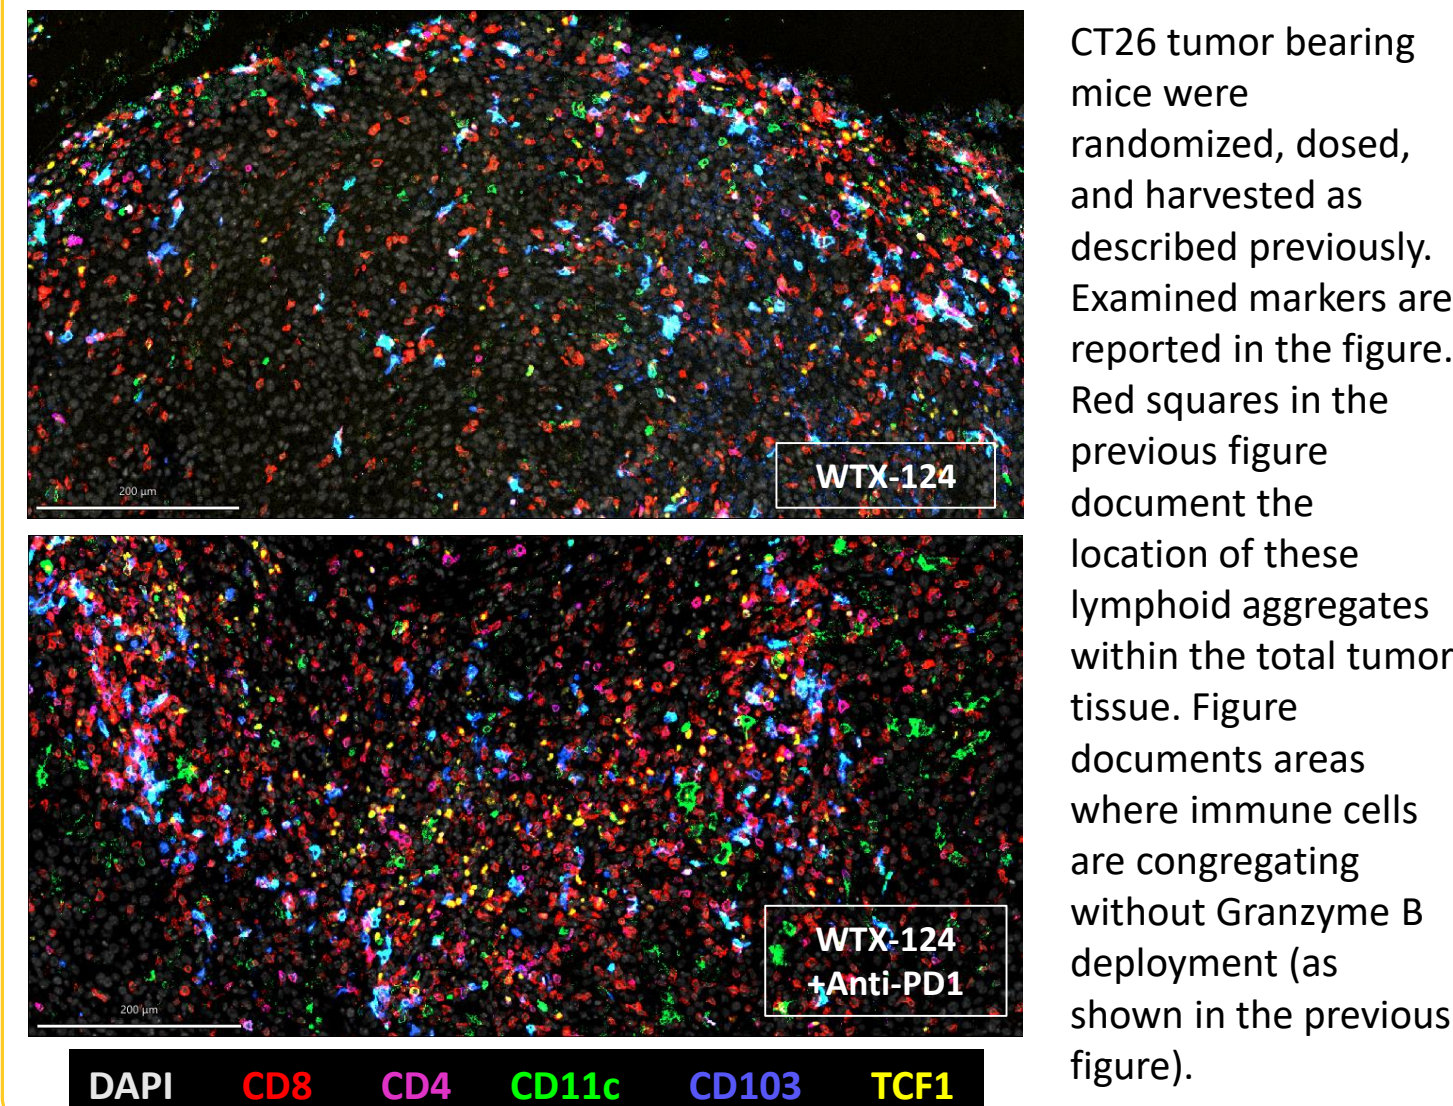 200 µm
WTX-124
200 µm
WTX-124
+Anti-PD1
DAPI CD8 CD4 CD11c CD103 TCF1
CT26 tumor bearing
mice were
randomized, dosed,
and harvested as
described previously.
Examined markers are
reported in the figure.
Red squares in the
previous figure
document the
location of these
lymphoid aggregates
within the total tumor
tissue. Figure
documents areas
where immune cells
are congregating
without Granzyme B
deployment (as
shown in the previous
figure).